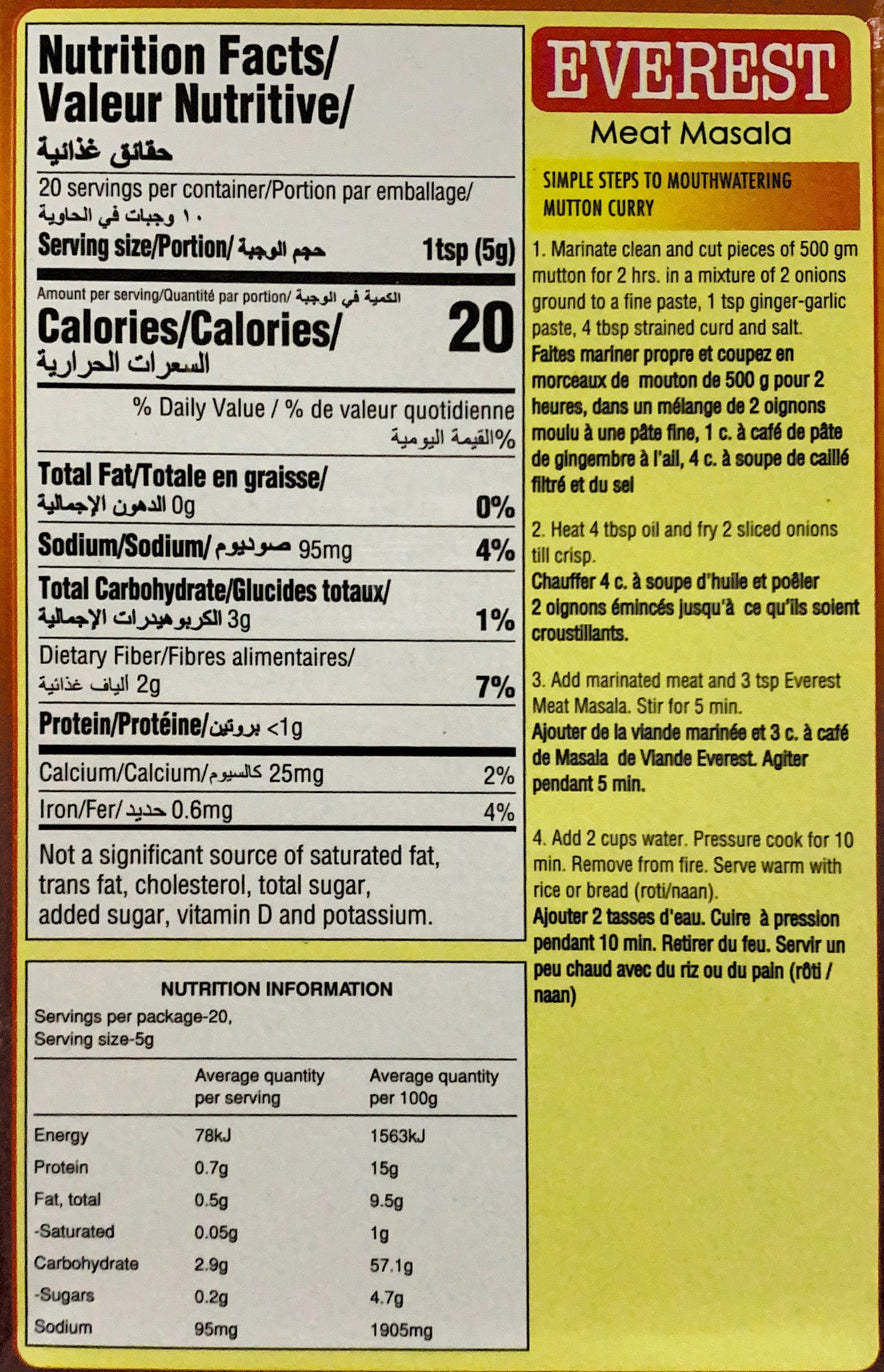 Nutrition Facts/
Valeur Nutritive/
حقائق غذائية
20 servings per container/Portion par emballage/
١٠ وجبات في الحاوية
Serving size/Portion/ حجم الوجبة 1tsp (5g)
Amount per serving/Quantité par portion/ الكمية في الوجبة
Calories/Calories/ 20
السعرات الحرارية
% Daily Value / % de valeur quotidienne
%القيمة اليومية
Total Fat/Totale en graisse/
الدهون الإجمالية 0g 0%
Sodium/Sodium/ صوديوم 95mg 4%
Total Carbohydrate/Glucides totaux/
الكربوهيدرات الإجمالية 3g 1%
Dietary Fiber/Fibres alimentaires/
ألياف غذائية 2g 7%
Protein/Protéine/بروتين <1g
Calcium/Calcium/كالسيوم 25mg 2%
Iron/Fer/ حديد 0.6mg 4%
Not a significant source of saturated fat,
trans fat, cholesterol, total sugar,
added sugar, vitamin D and potassium.
NUTRITION INFORMATION
Servings per package-20,
Serving size-5g
Average quantity Average quantity
per serving per 100g
Energy 78kJ 1563kJ
Protein 0.7g 15g
Fat, total 0.5g 9.5g
-Saturated 0.05g 1g
Carbohydrate 2.9g 57.1g
-Sugars 0.2g 4.7g
Sodium 95mg 1905mg
EVEREST
Meat Masala
SIMPLE STEPS TO MOUTHWATERING
MUTTON CURRY
1. Marinate clean and cut pieces of 500 gm
mutton for 2 hrs. in a mixture of 2 onions
ground to a fine paste, 1 tsp ginger-garlic
paste, 4 tbsp strained curd and salt.
Faites mariner propre et coupez en
morceaux de mouton de 500 g pour 2
heures, dans un mélange de 2 oignons
moulu à une pâte fine, 1 c. à café de pâte
de gingembre à l'ail, 4 c. à soupe de caillé
filtré et du sel
2. Heat 4 tbsp oil and fry 2 sliced onions
till crisp.
Chauffer 4 c. à soupe d'huile et poêler
2 oignons émincés jusqu'à ce qu'ils soient
croustillants.
3. Add marinated meat and 3 tsp Everest
Meat Masala. Stir for 5 min.
Ajouter de la viande marinée et 3 c. à café
de Masala de Viande Everest. Agiter
pendant 5 min.
4. Add 2 cups water. Pressure cook for 10
min. Remove from fire. Serve warm with
rice or bread (roti/naan).
Ajouter 2 tasses d'eau. Cuire à pression
pendant 10 min. Retirer du feu. Servir un
peu chaud avec du riz ou du pain (rôti /
naan)